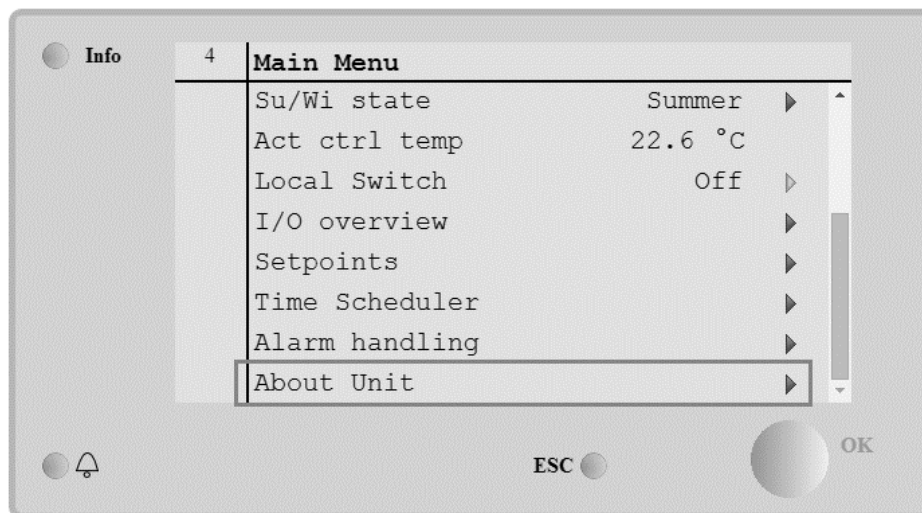 Info
4 Main Menu
Su/Wi state Summer
Act ctrl temp 22.6 °C
Local Switch Off
I/O overview
Setpoints
Time Scheduler
Alarm handling
About Unit
ESC
OK